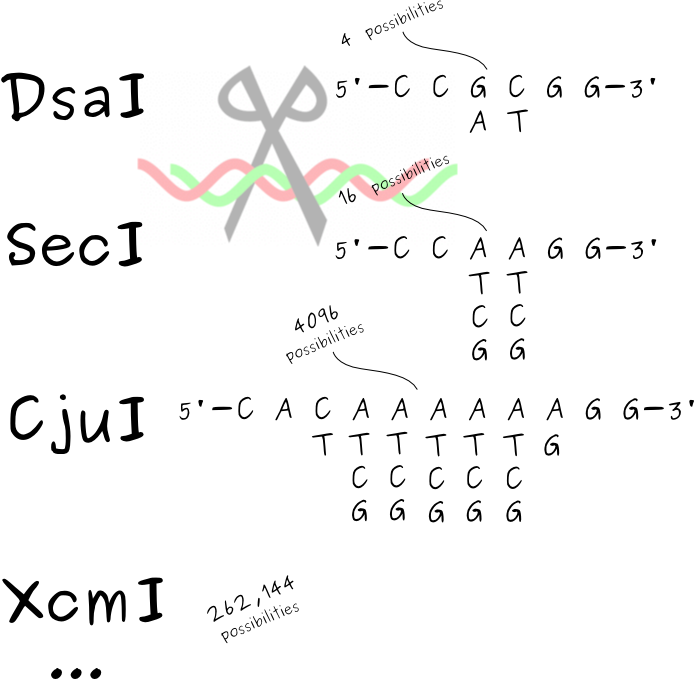 4 possibilities
DsaI
5'-C C G C G G-3'
A T
16 possibilities
SecI
5'-C C A A G G-3'
T T
C C
G G
4096
possibilities
CjuI
5'-C A C A A A A A A G G-3'
T T T T T T G
C C C C C
G G G G G
XcmI
262,144
possibilities
...